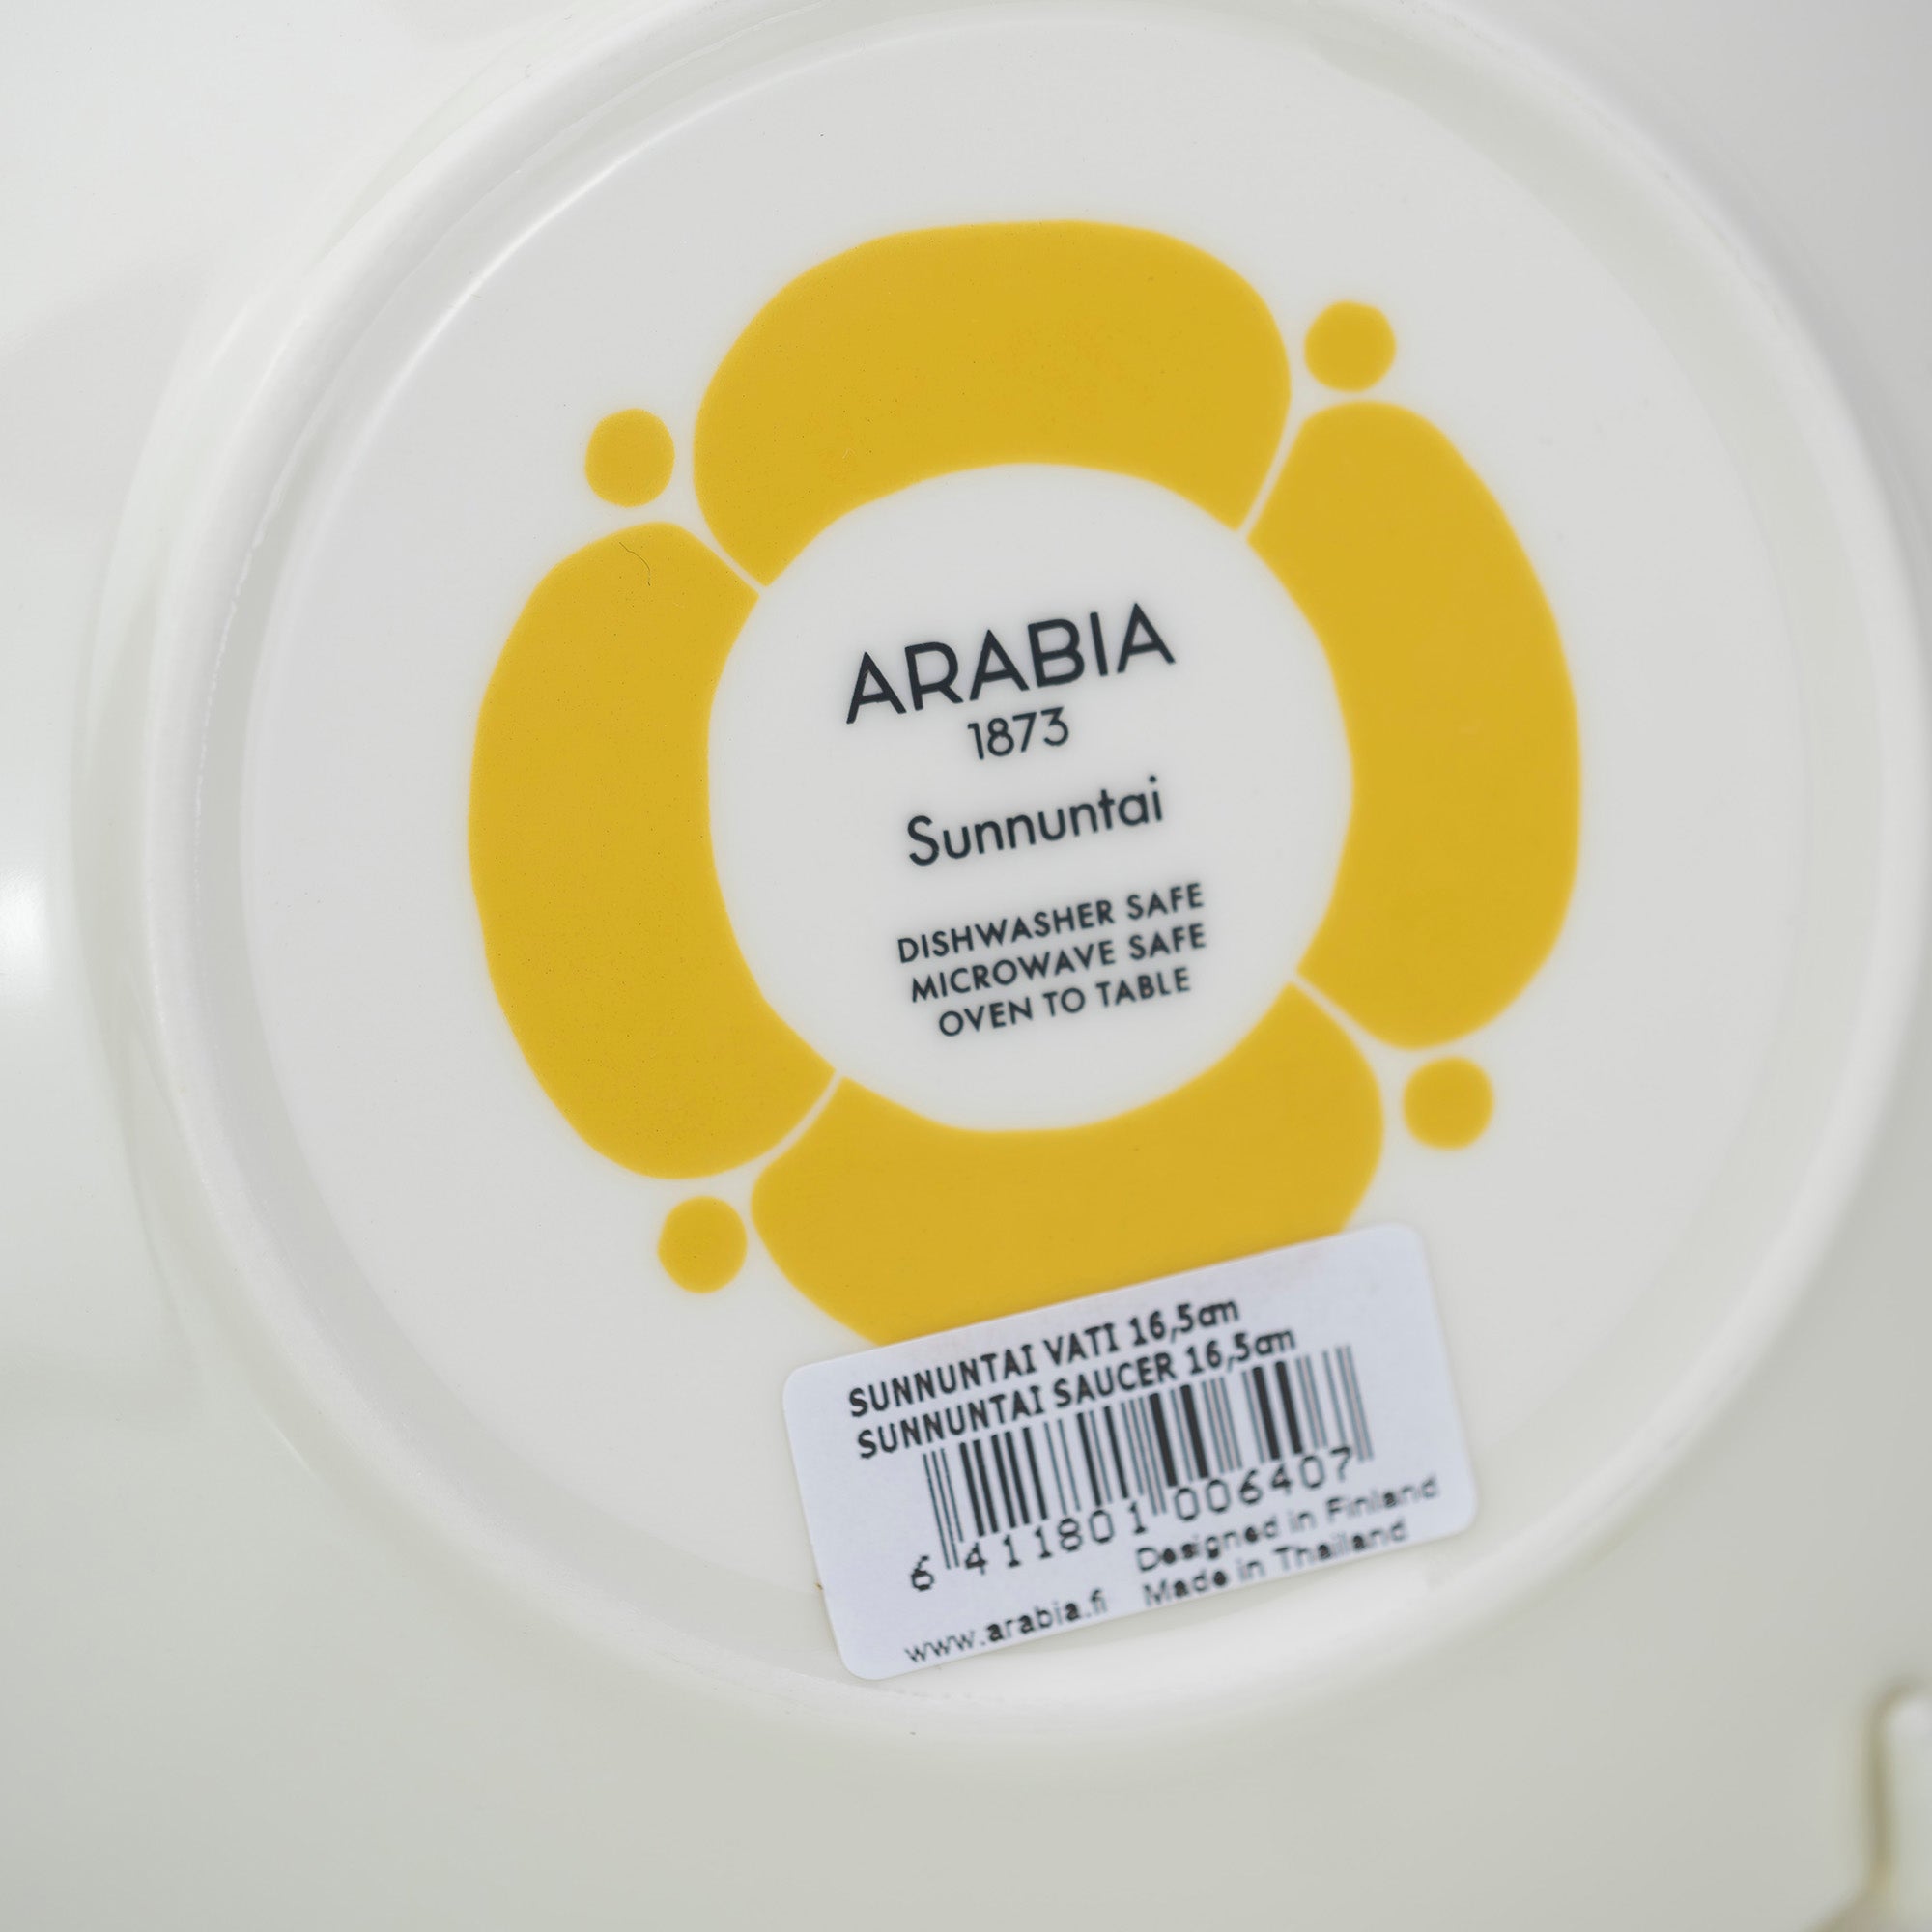 ARABIA
1873
Sunnuntai
DISHWASHER SAFE
MICROWAVE SAFE
OVEN TO TABLE
SUNNUNTAI VATI 16,5cm
SUNNUNTAI SAUCER 16,5cm
6 411801 006407
Designed in Finland
www.arabia.fi Made in Thailand